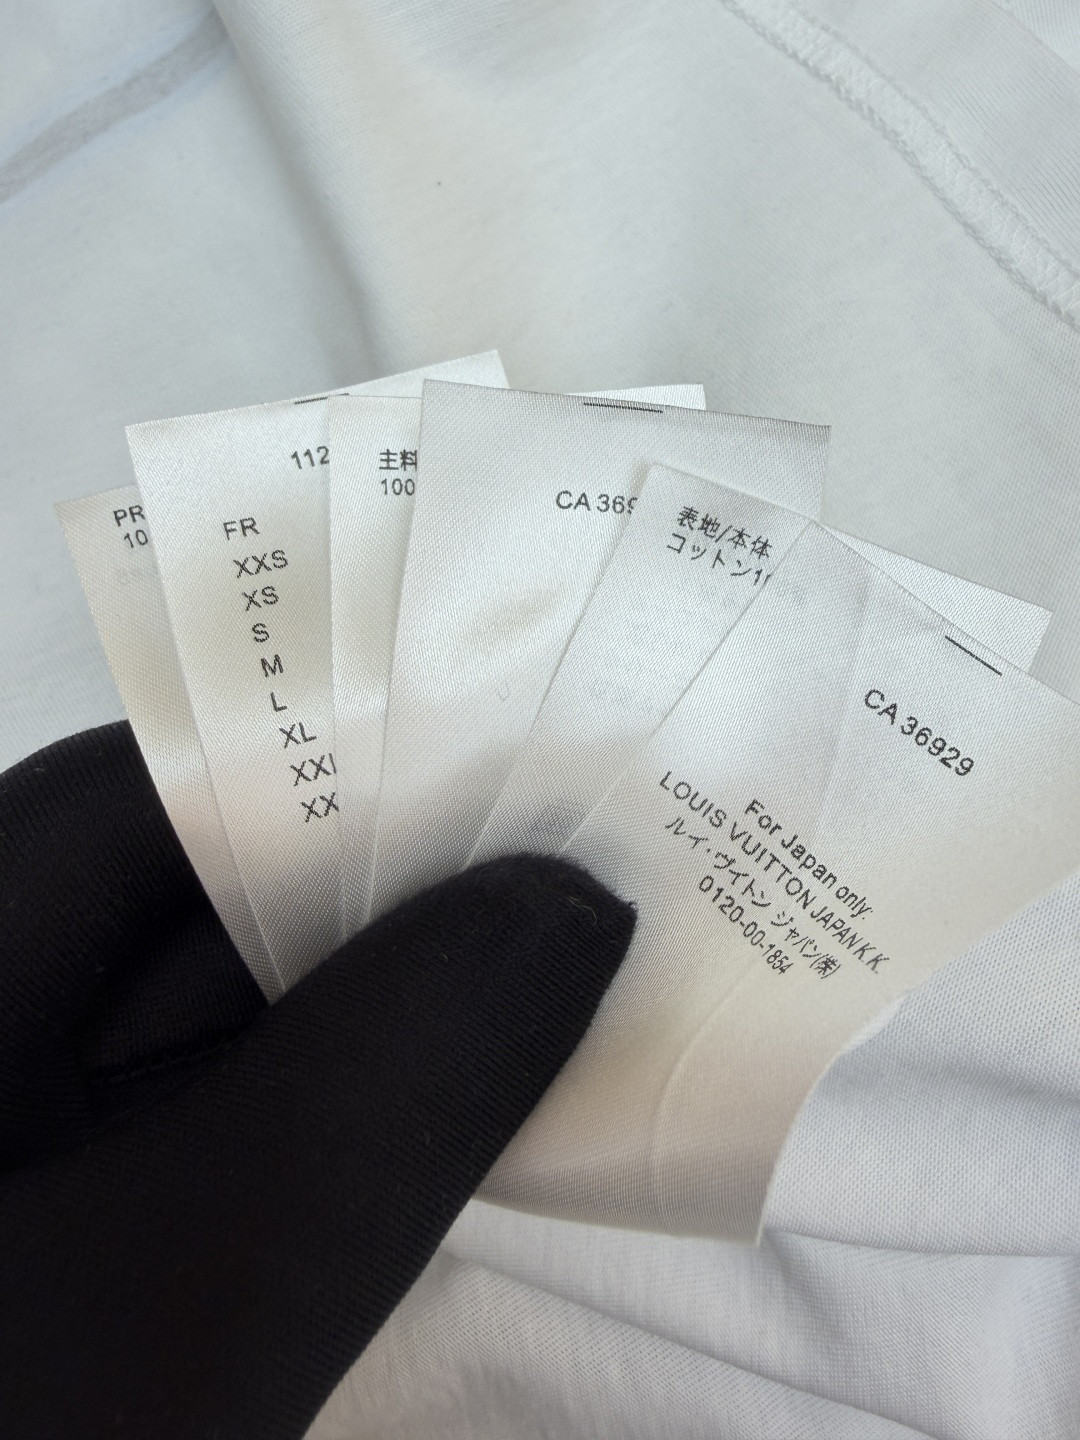 PR
10
112
FR
XXS
XS
S
M
L
XL
XXL
XX
主料
100
CA 369
表地/本体
コットン1
CA 36929
For Japan only:
LOUIS VUITTON JAPAN K.K.
ルイ・ヴィトン ジャパン(株)
0120-00-1854